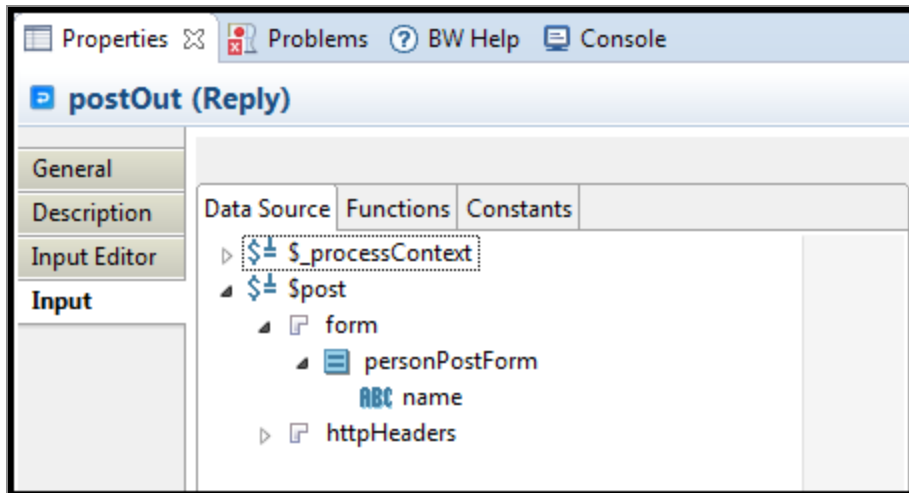 Properties Problems BW Help Console
postOut (Reply)
General
Description
Input Editor
Input
Data Source Functions Constants
$_processContext
$post
form
personPostForm
ABC name
httpHeaders